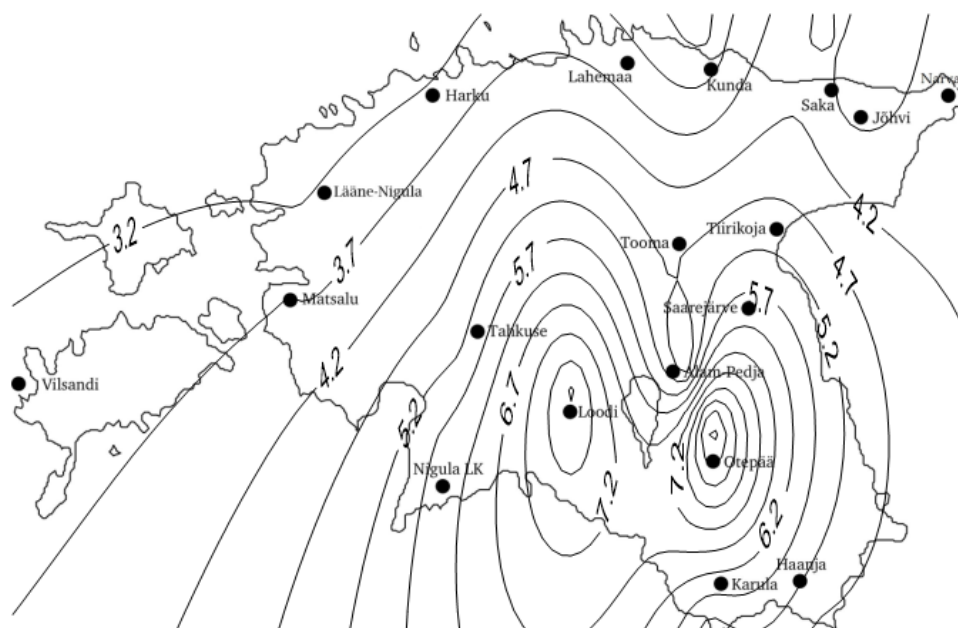 Lahemaa
Kunda
Narva
Harku
Saka
Jõhvi
4.7
Lääne-Nigula
3.2
3.7
4.2
Tiirikoja
Tooma
5.7
4.7
Matsalu
5.7
Saarejärve
5.2
Tahkuse
4.2
Alam-Pedja
Vilsandi
6.7
Loodi
5.2
Otepää
7.2
Nigula LK
7.2
6.2
Haanja
Karula